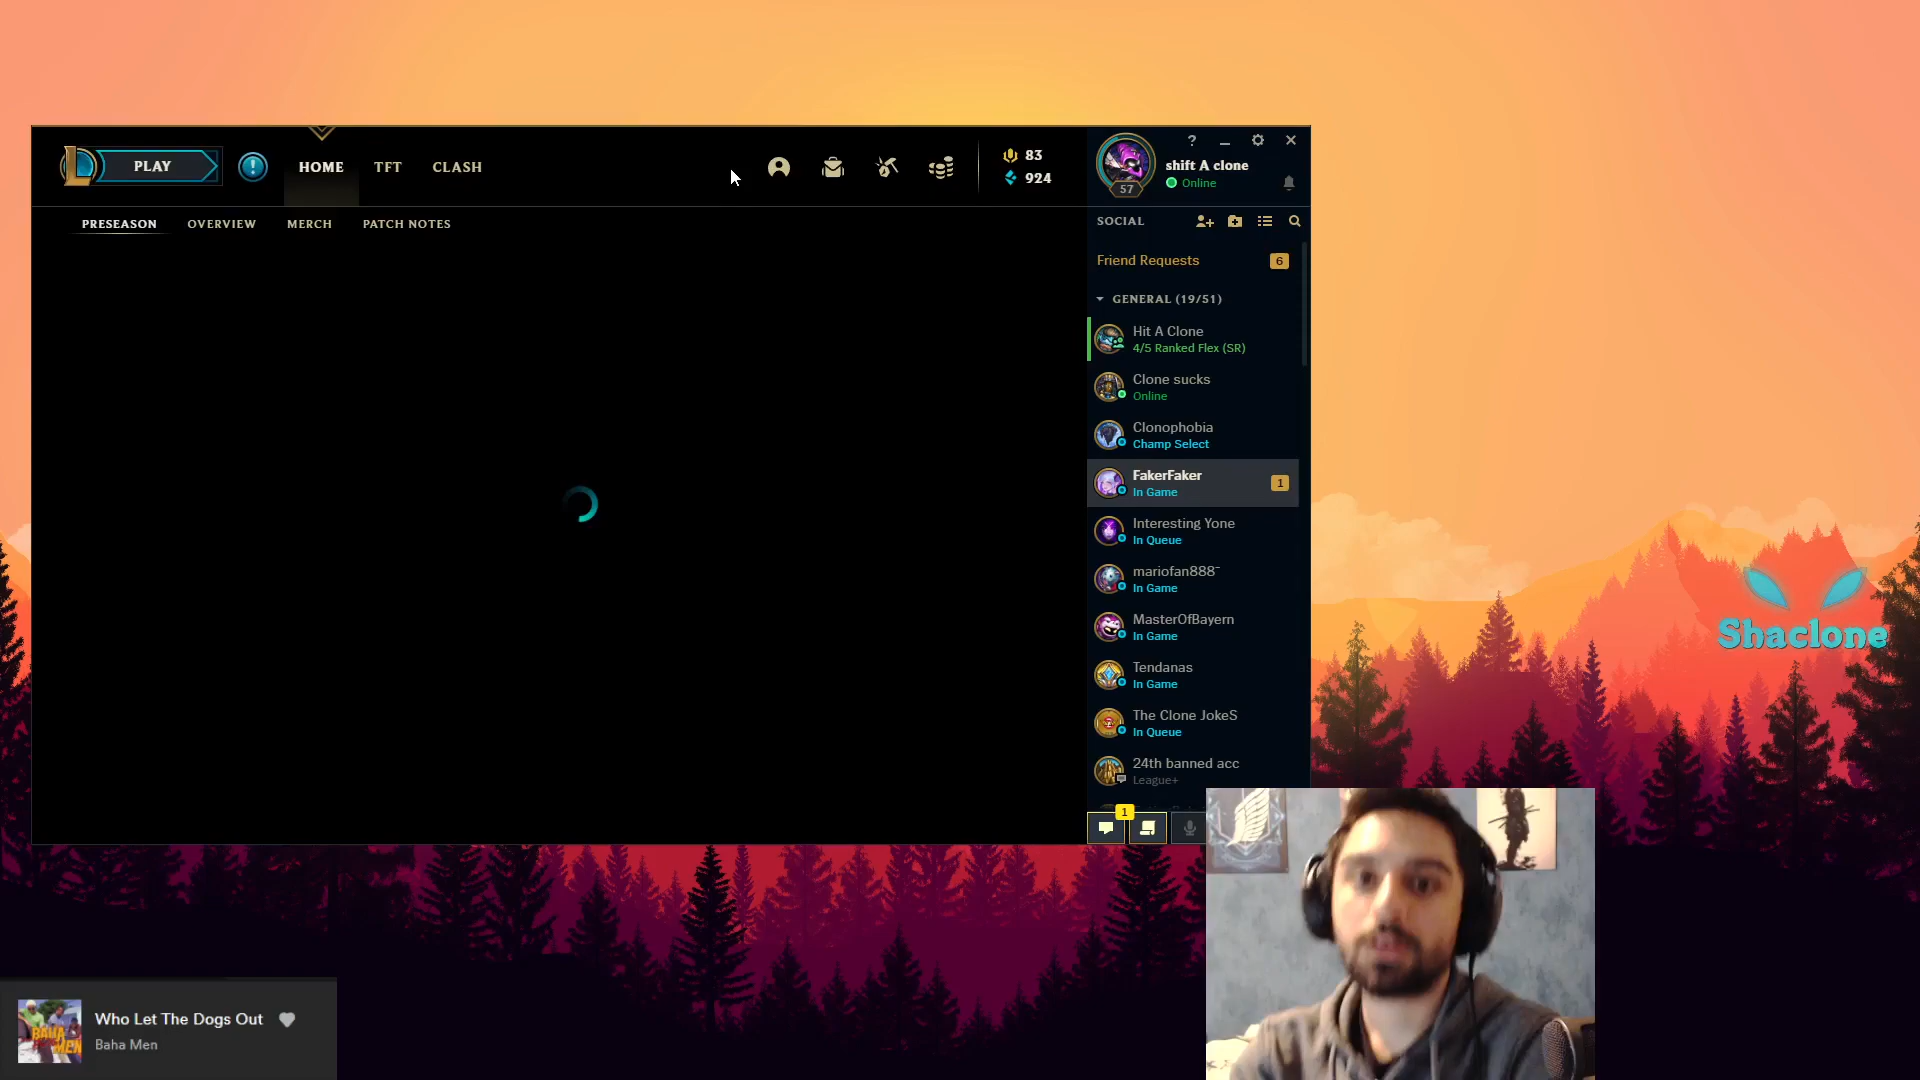 PLAY
HOME
TFT
CLASH
83
924
57
shift A clone
Online
PRESEASON
OVERVIEW
MERCH
PATCH NOTES
SOCIAL
Friend Requests
6
GENERAL (19/51)
Hit A Clone
4/5 Ranked Flex (SR)
Clone sucks
Online
Clonophobia
Champ Select
FakerFaker
In Game
1
Interesting Yone
In Queue
mariofan888~
In Game
MasterOfBayern
In Game
Tendanas
In Game
The Clone JokeS
In Queue
24th banned acc
League+
1
Shaclone
Who Let The Dogs Out
Baha Men